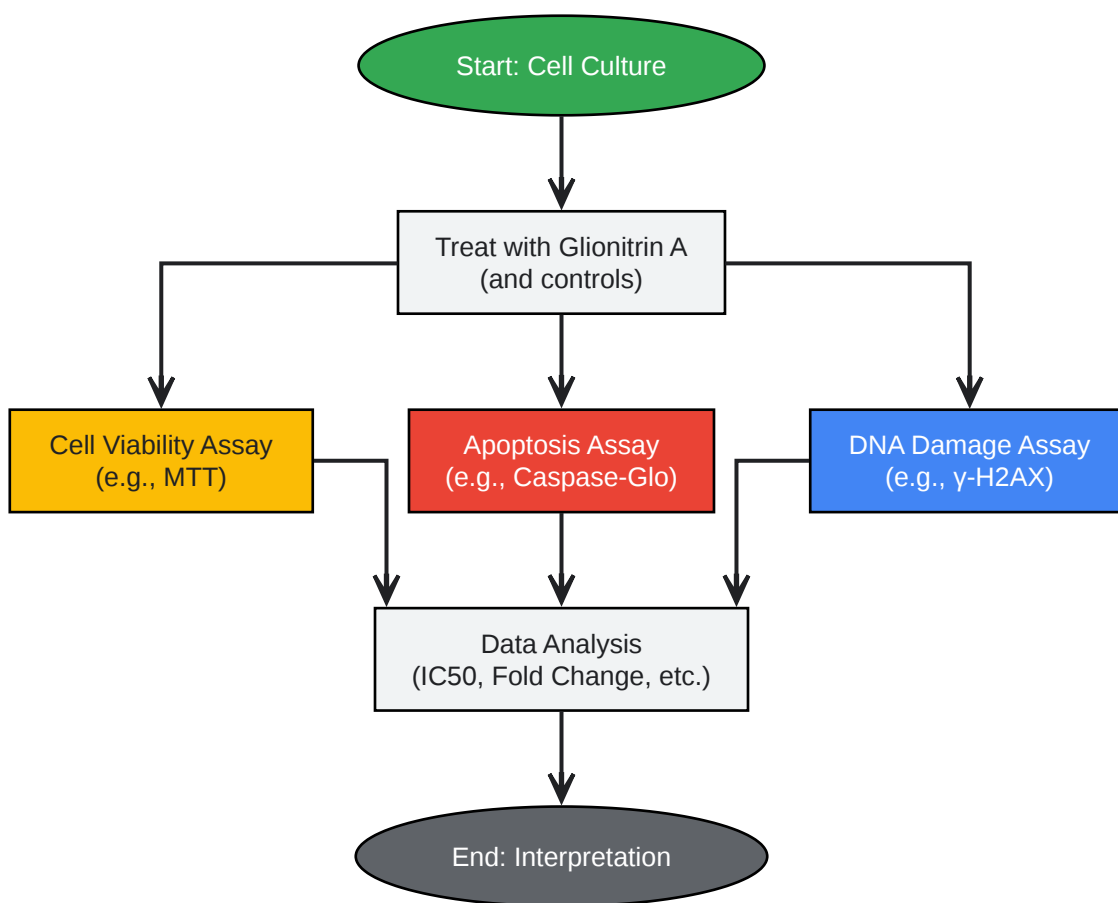 Start: Cell Culture
Treat with Glionitrin A
(and controls)
Cell Viability Assay
(e.g., MTT)
Apoptosis Assay
(e.g., Caspase-Glo)
DNA Damage Assay
(e.g., γ-H2AX)
Data Analysis
(IC50, Fold Change, etc.)
End: Interpretation